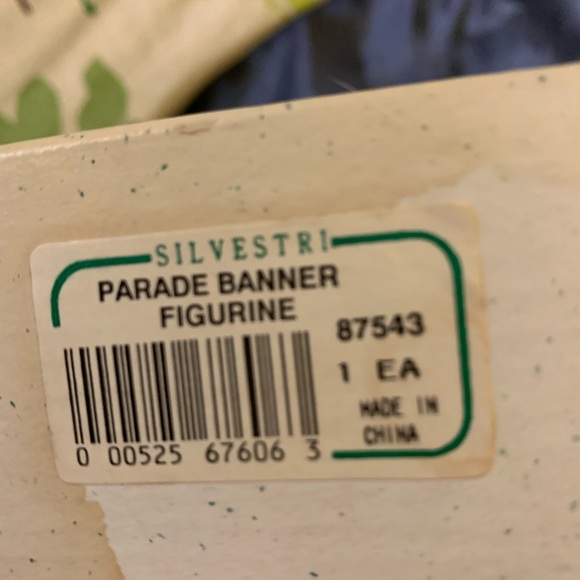 SILVESTRI
PARADE BANNER
FIGURINE
87543
1 EA
MADE IN
CHINA
0 00525 67606 3